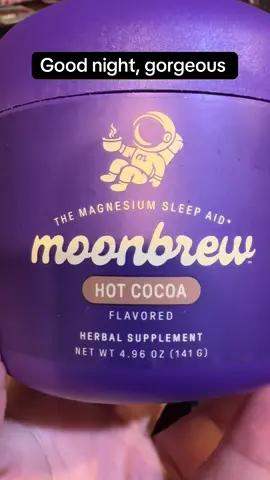 Good night, gorgeous
THE MAGNESIUM SLEEP AID*
moonbrew
HOT COCOA
FLAVORED
HERBAL SUPPLEMENT
NET WT 4.96 OZ (141 G)